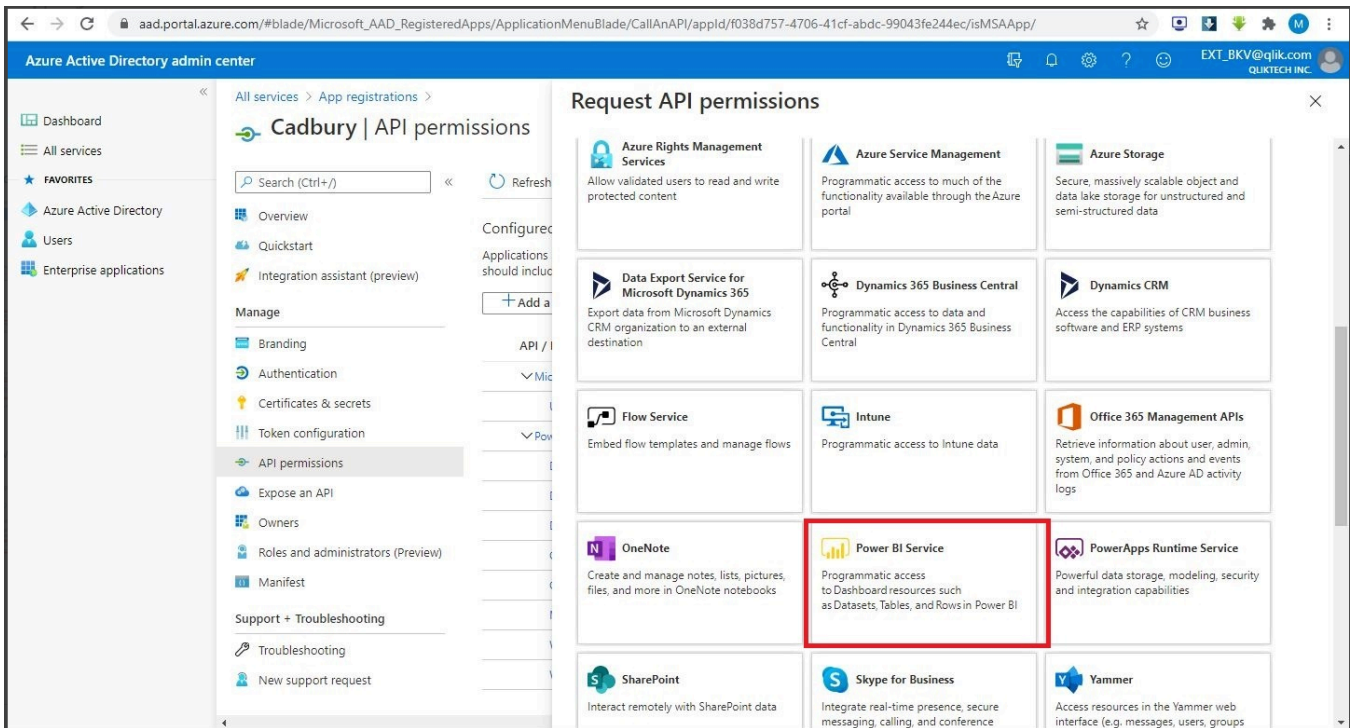 aad.portal.azure.com/#blade/Microsoft_AAD_RegisteredApps/ApplicationMenuBlade/CallAnAPI/appId/f038d757-4706-41cf-abdc-99043fe244ec/isMSAApp/
M
Azure Active Directory admin center
EXT_BKV@qlik.com
QLIKTECH INC.
Dashboard
All services
FAVORITES
Azure Active Directory
Users
Enterprise applications
All services > App registrations >
Cadbury | API permissions
Search (Ctrl+/)
Overview
Quickstart
Integration assistant (preview)
Manage
Branding
Authentication
Certificates & secrets
Token configuration
API permissions
Expose an API
Owners
Roles and administrators (Preview)
Manifest
Support + Troubleshooting
Troubleshooting
New support request
Refresh
Configured
Applications
should includ
Add a
API /
Mic
Pow
Request API permissions
Azure Rights Management
Services
Allow validated users to read and write
protected content
Azure Service Management
Programmatic access to much of the
functionality available through the Azure
portal
Azure Storage
Secure, massively scalable object and
data lake storage for unstructured and
semi-structured data
Data Export Service for
Microsoft Dynamics 365
Export data from Microsoft Dynamics
CRM organization to an external
destination
Dynamics 365 Business Central
Programmatic access to data and
functionality in Dynamics 365 Business
Central
Dynamics CRM
Access the capabilities of CRM business
software and ERP systems
Flow Service
Embed flow templates and manage flows
Intune
Programmatic access to Intune data
Office 365 Management APIs
Retrieve information about user, admin,
system, and policy actions and events
from Office 365 and Azure AD activity
logs
OneNote
Create and manage notes, lists, pictures,
files, and more in OneNote notebooks
Power BI Service
Programmatic access
to Dashboard resources such
as Datasets, Tables, and Rows in Power BI
PowerApps Runtime Service
Powerful data storage, modeling, security
and integration capabilities
SharePoint
Interact remotely with SharePoint data
Skype for Business
Integrate real-time presence, secure
messaging, calling, and conference
Yammer
Access resources in the Yammer web
interface (e.g. messages, users, groups